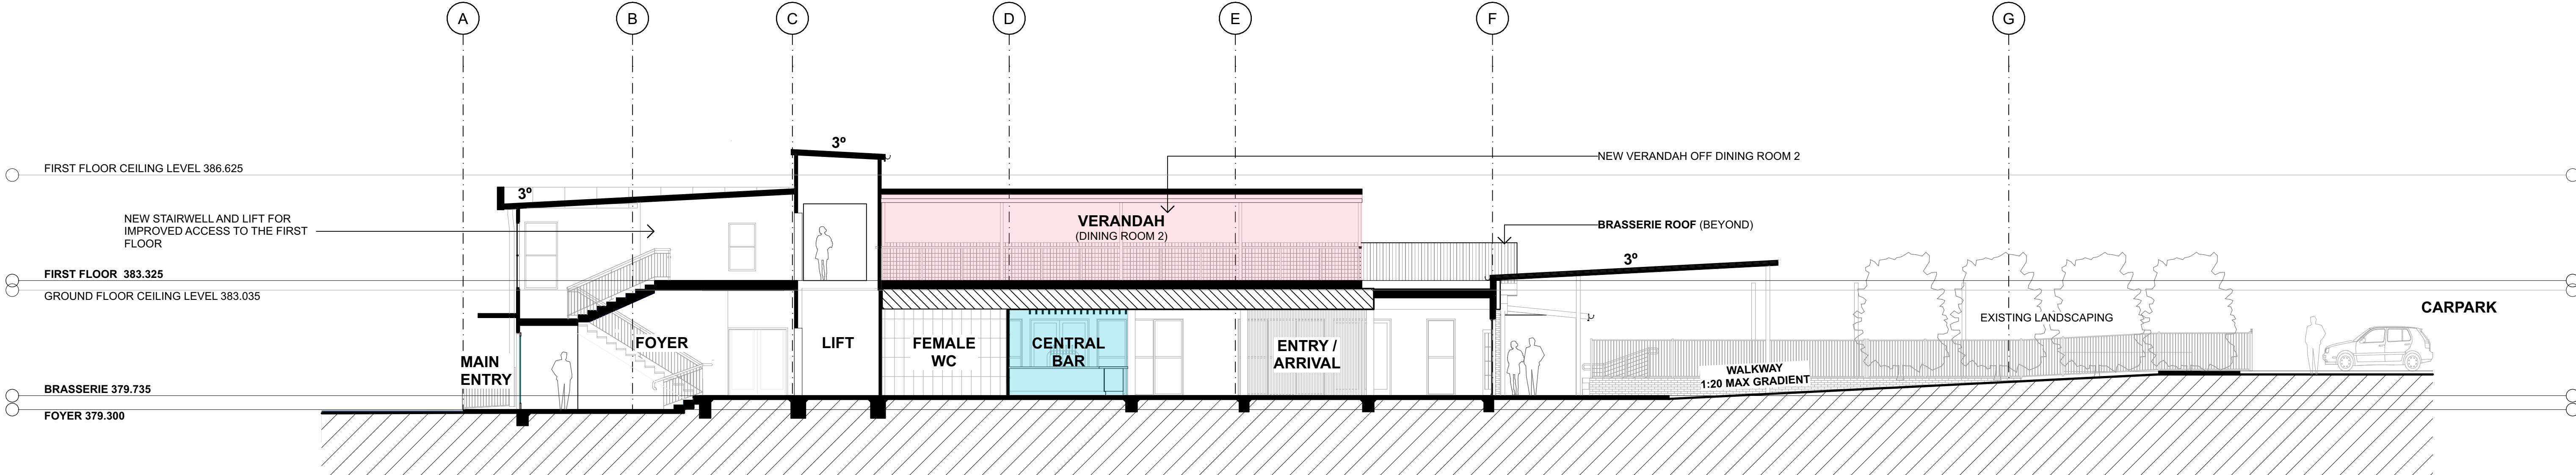 A B C D E F G
3º
FIRST FLOOR CEILING LEVEL 386.625
NEW VERANDAH OFF DINING ROOM 2
3º
NEW STAIRWELL AND LIFT FOR
IMPROVED ACCESS TO THE FIRST
FLOOR
VERANDAH
(DINING ROOM 2)
BRASSERIE ROOF (BEYOND)
3º
FIRST FLOOR 383.325
GROUND FLOOR CEILING LEVEL 383.035
CARPARK
EXISTING LANDSCAPING
MAIN
ENTRY
FOYER
LIFT
FEMALE
WC
CENTRAL
BAR
ENTRY /
ARRIVAL
WALKWAY
1:20 MAX GRADIENT
BRASSERIE 379.735
FOYER 379.300